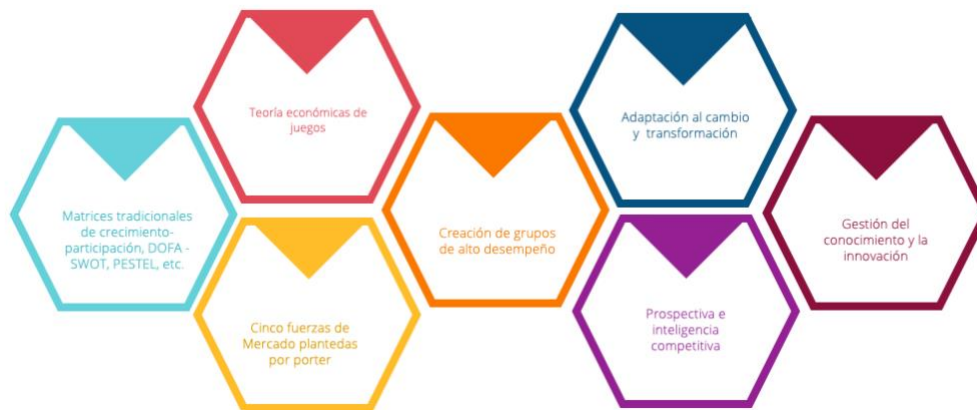 Matrices tradicionales
de crecimiento-
participación, DOFA -
SWOT, PESTEL, etc.
Teoría económicas de
juegos
Cinco fuerzas de
Mercado plantedas
por porter
Creación de grupos
de alto desempeño
Adaptación al cambio
y transformación
Prospectiva e
inteligencia
competitiva
Gestión del
conocimiento y la
innovación